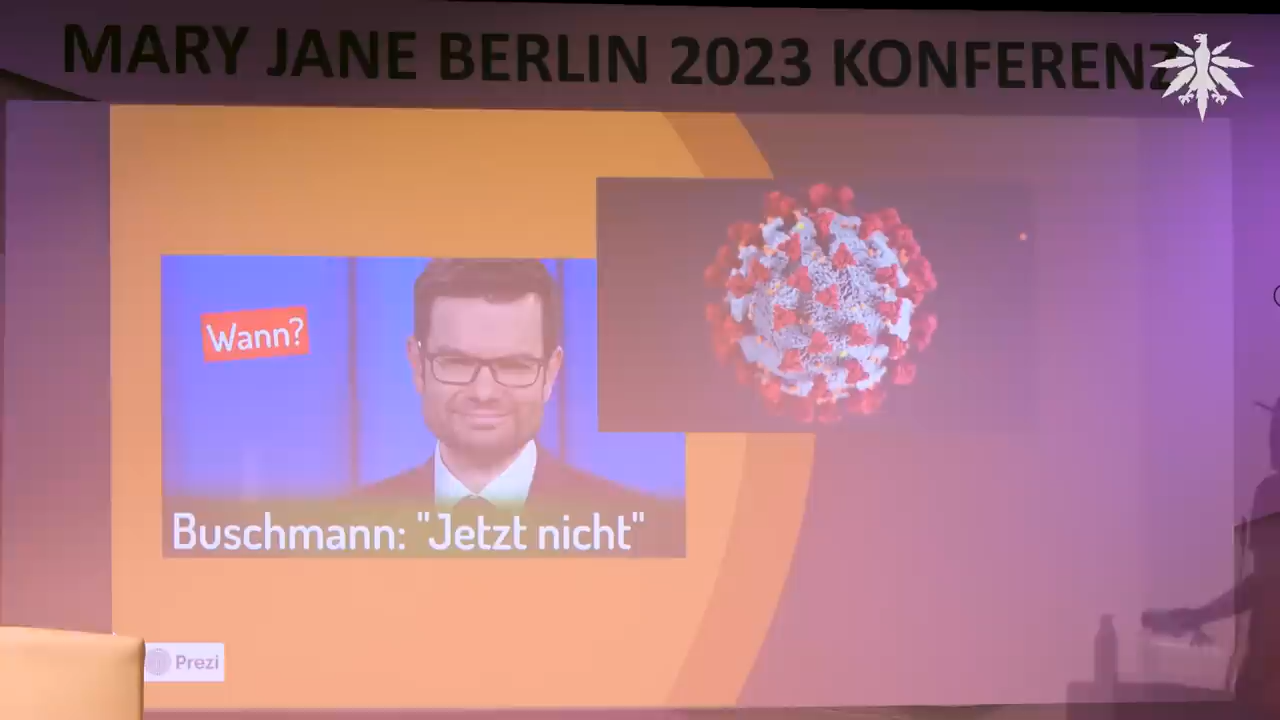 MARY JANE BERLIN 2023 KONFERENZ
Wann?
Buschmann: "Jetzt nicht"
Prezi